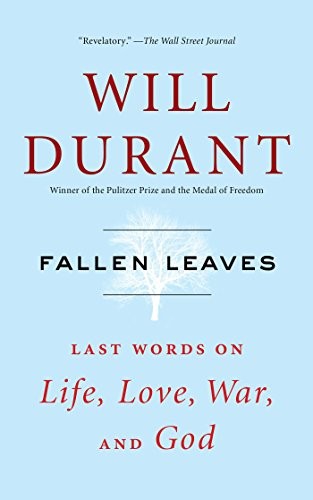 “Revelatory.” —The Wall Street Journal
WILL
DURANT
Winner of the Pulitzer Prize and the Medal of Freedom
FALLEN LEAVES
LAST WORDS ON
Life, Love, War,
AND God